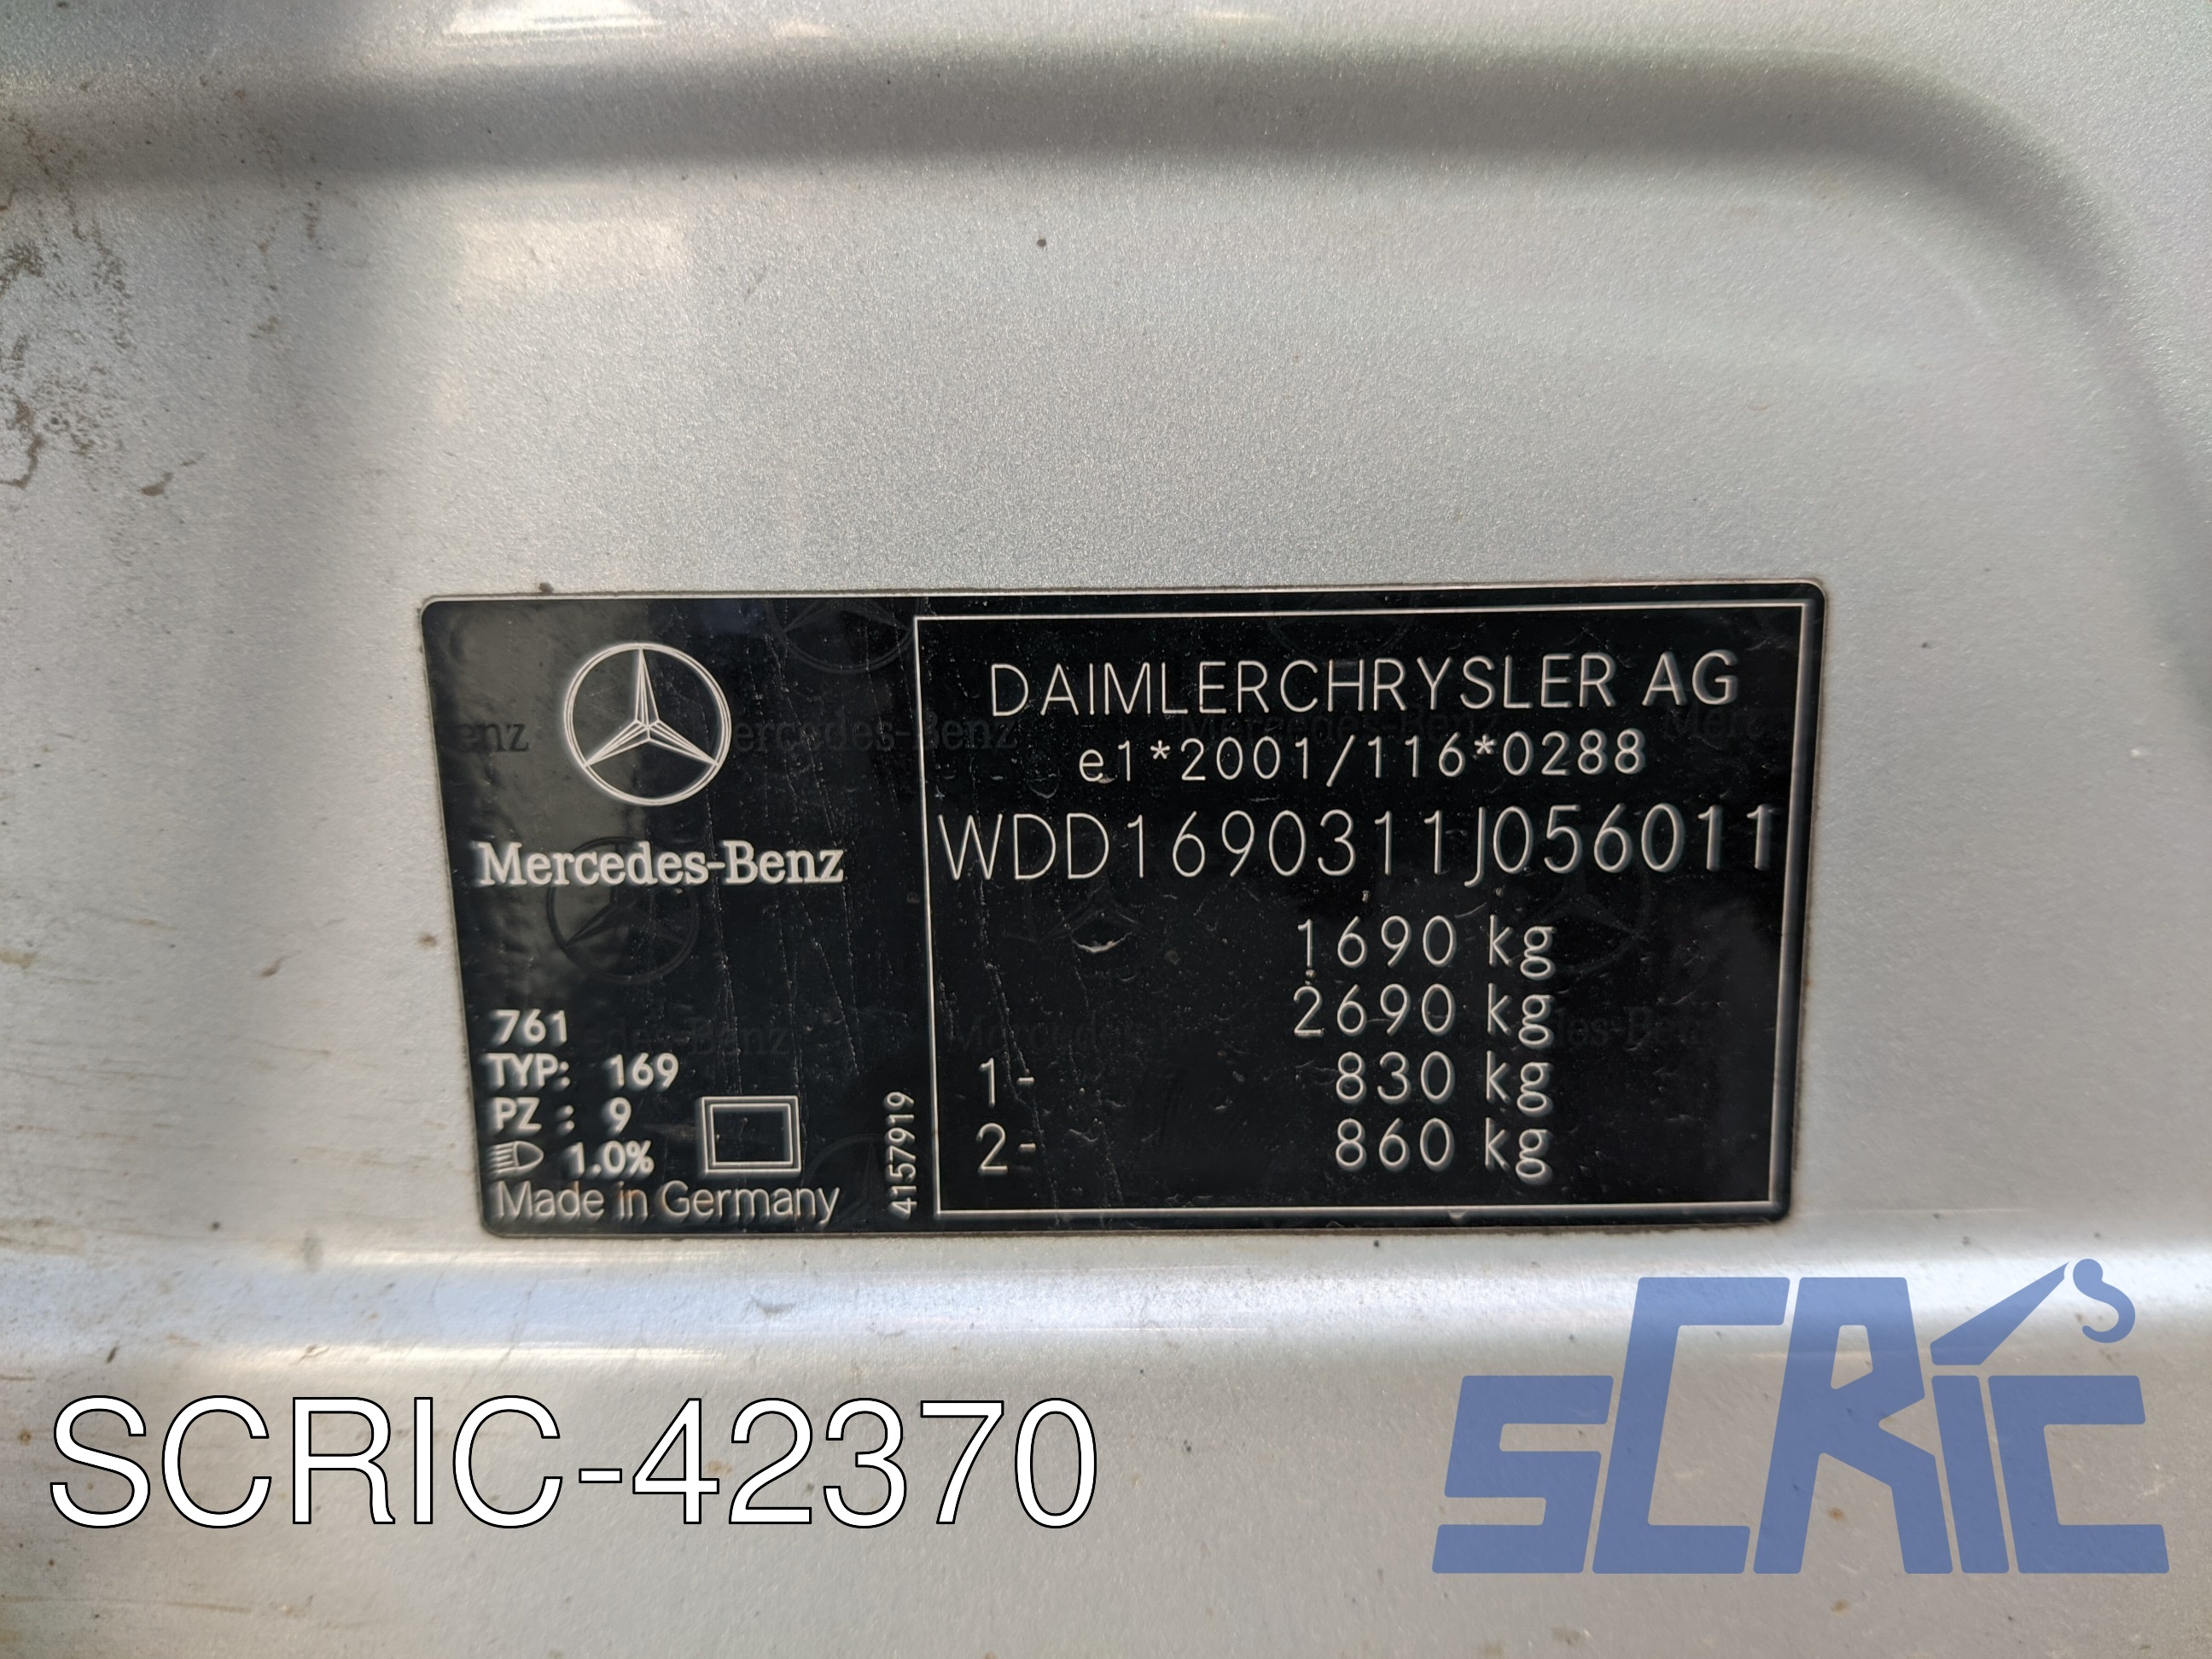 Mercedes-Benz
761
TYP: 169
PZ : 9
1.0%
Made in Germany
4157919
DAIMLERCHRYSLER AG
e1*2001/116*0288
WDD1690311J056011
1690 kg
2690 kg
1- 830 kg
2- 860 kg
SCRIC-42370
SCRIC